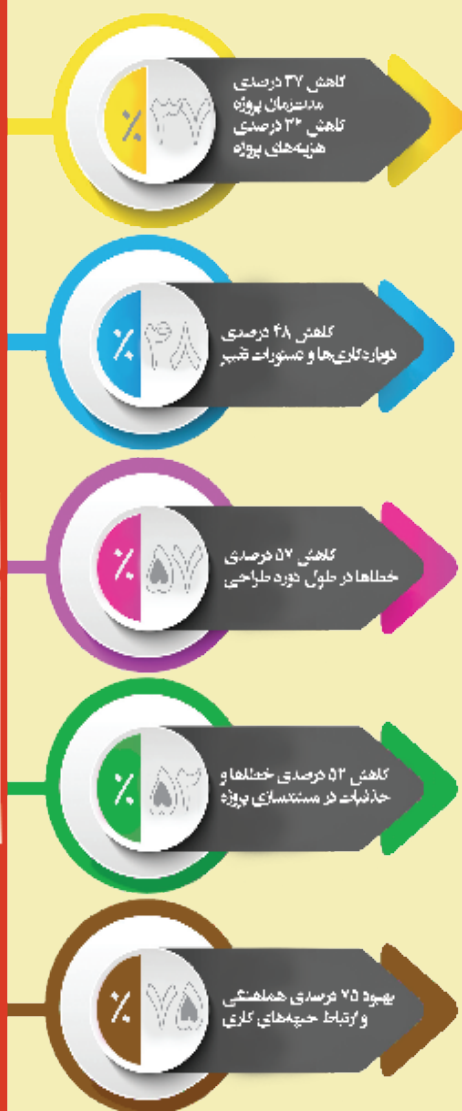 ٪ ۳۷
کاهش ۳۷ درصدی
مدت‌زمان پروژه
کاهش ۳۶ درصدی
هزینه‌های پروژه
٪ ۴۸
کاهش ۴۸ درصدی
دوباره‌کاری‌ها و دستورات تغییر
٪ ۵۷
کاهش ۵۷ درصدی
خطاها در طول دوره طراحی
٪ ۵۲
کاهش ۵۲ درصدی خطاها و
حذفیات در مستندسازی پروژه
٪ ۷۵
بهبود ۷۵ درصدی هماهنگی
و ارتباط جبهه‌های کاری